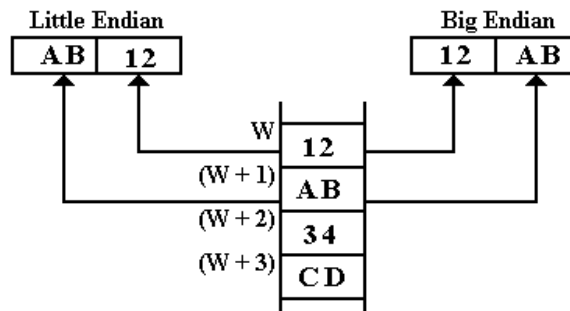 Little Endian Big Endian
AB 12 12 AB
W 12
(W + 1) AB
(W + 2) 34
(W + 3) CD